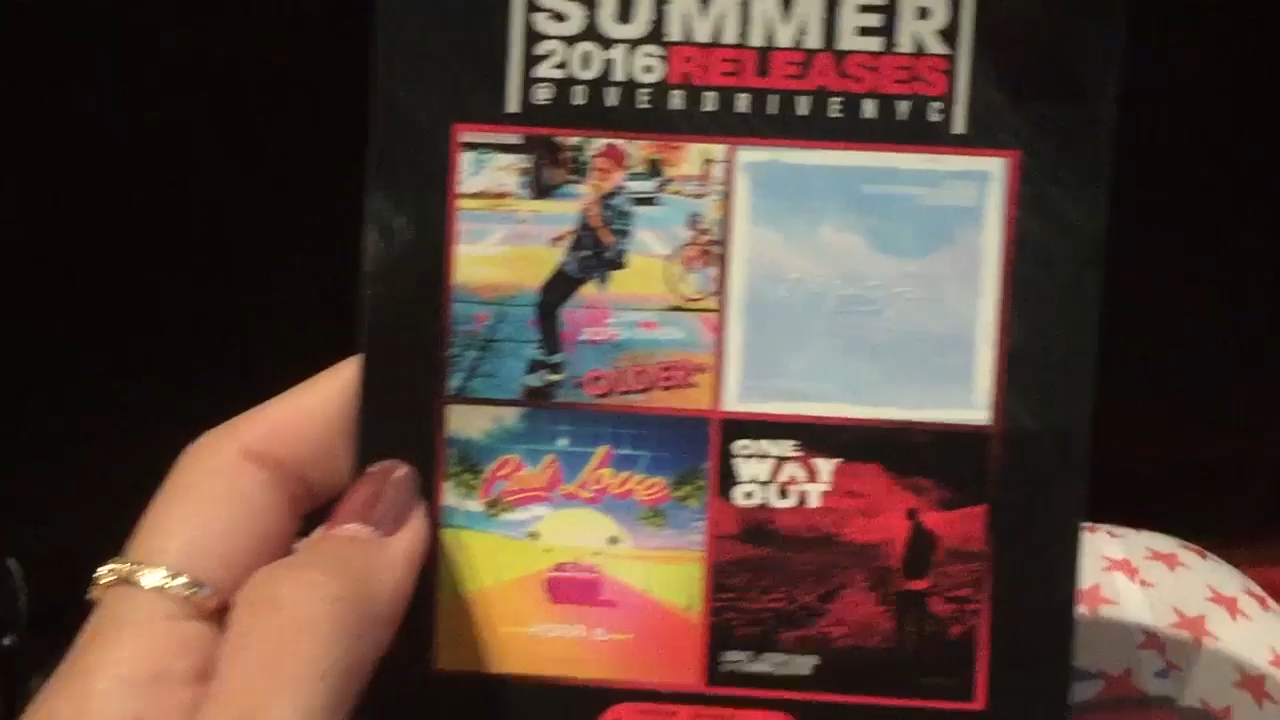 SUMMER
2016 RELEASES
@OVERDRIVENYC
OLDER
Cali Love
ONE
WAY
OUT